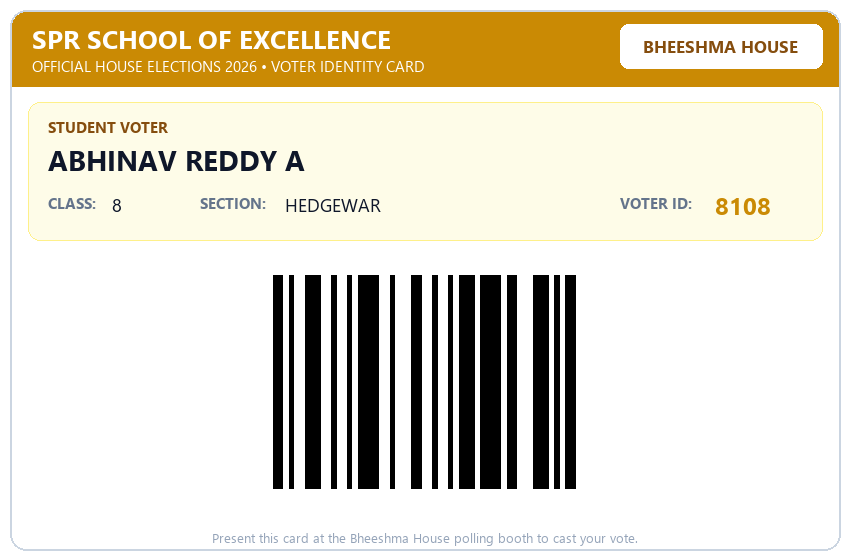 SPR SCHOOL OF EXCELLENCE
OFFICIAL HOUSE ELECTIONS 2026 • VOTER IDENTITY CARD
BHEESHMA HOUSE
STUDENT VOTER
ABHINAV REDDY A
CLASS: 8 SECTION: HEDGEWAR VOTER ID: 8108
Present this card at the Bheeshma House polling booth to cast your vote.